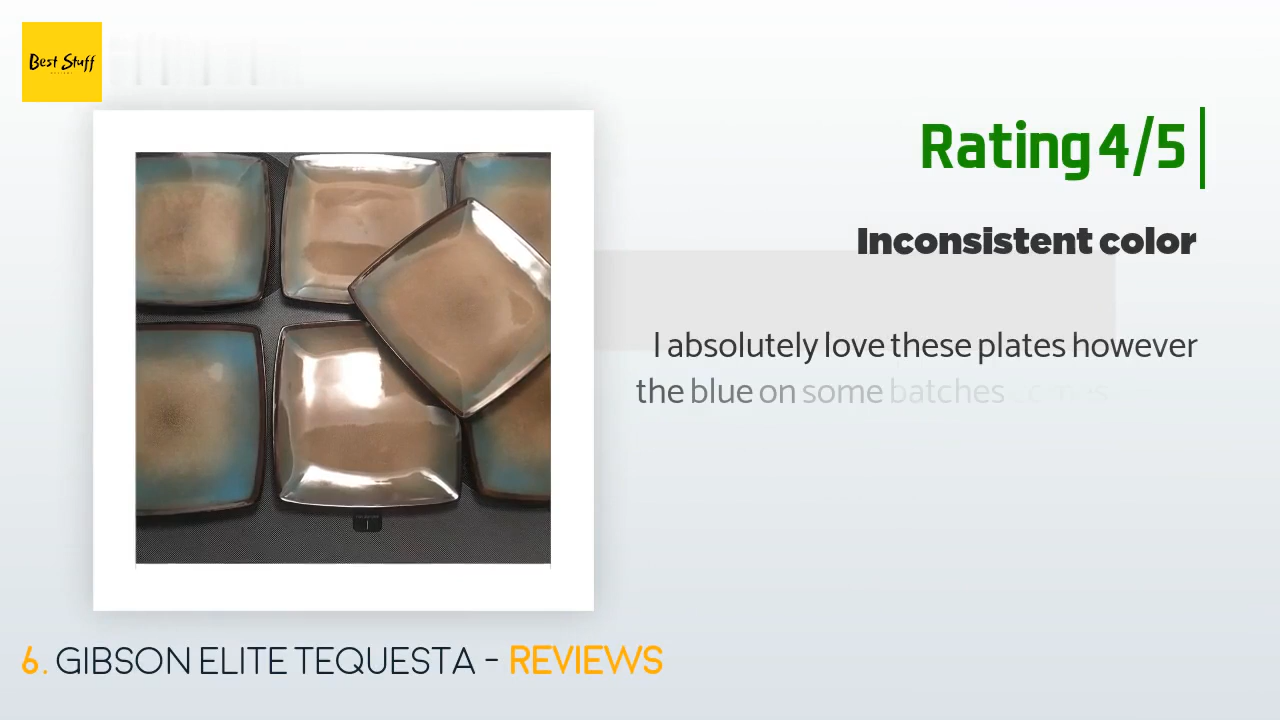 Best Stuff
Rating 4/5
Inconsistent color
I absolutely love these plates however
the blue on some batches comes
6. GIBSON ELITE TEQUESTA - REVIEWS